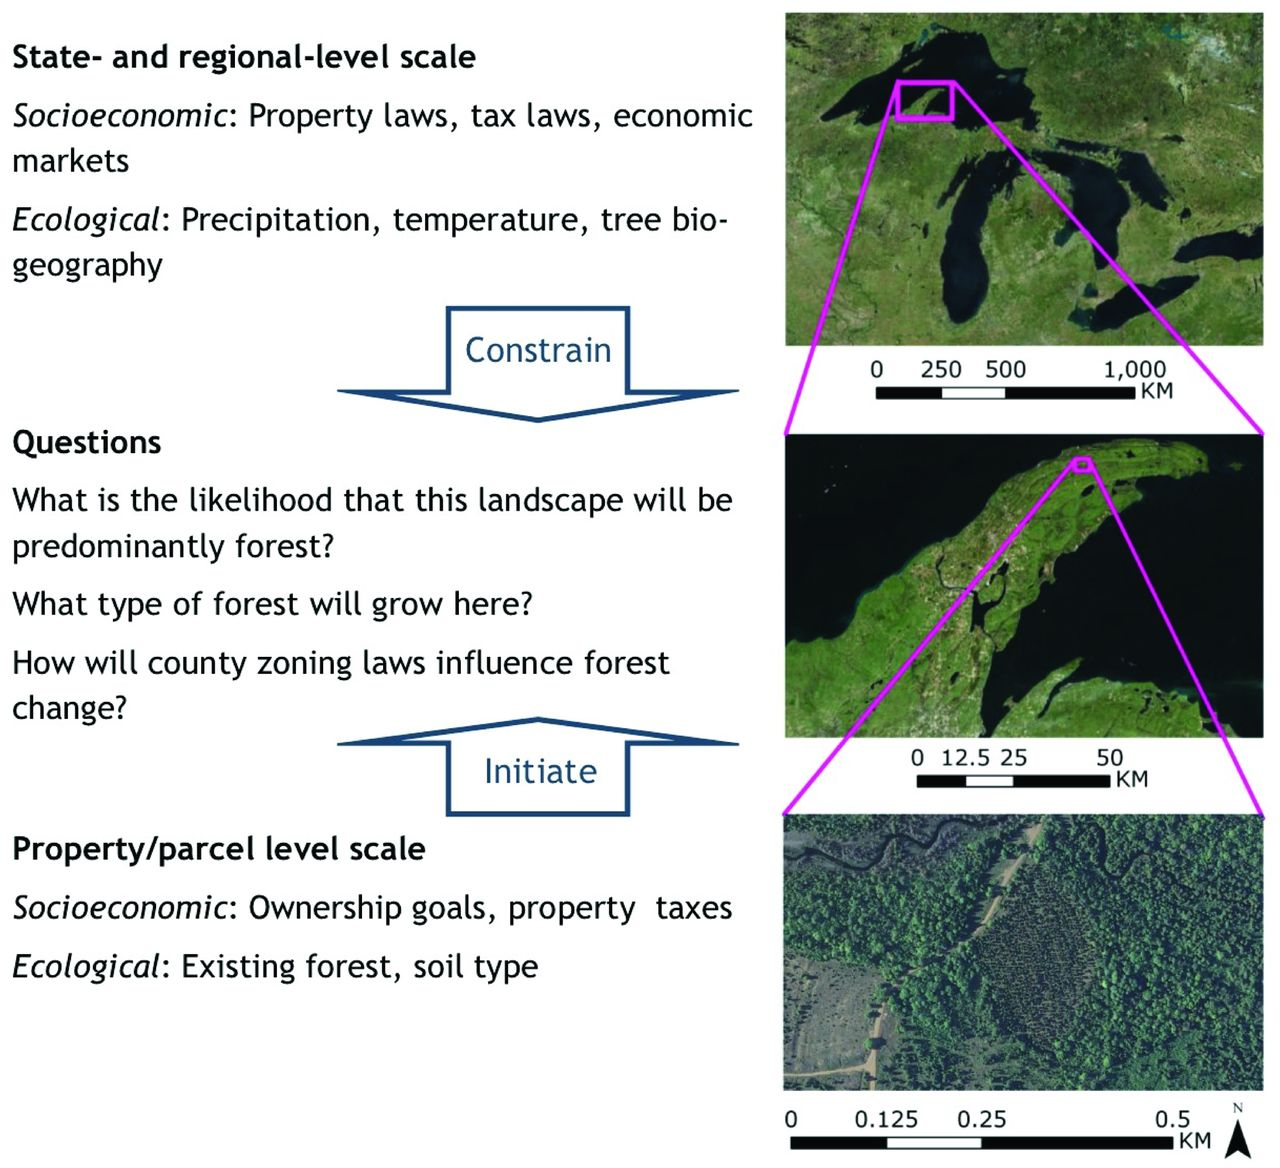 State- and regional-level scale
Socioeconomic: Property laws, tax laws, economic
markets
Ecological: Precipitation, temperature, tree bio-
geography
Constrain
Questions
What is the likelihood that this landscape will be
predominantly forest?
What type of forest will grow here?
How will county zoning laws influence forest
change?
Initiate
Property/parcel level scale
Socioeconomic: Ownership goals, property taxes
Ecological: Existing forest, soil type
0 250 500 1,000
KM
0 12.5 25 50
KM
0 0.125 0.25 0.5
KM
N